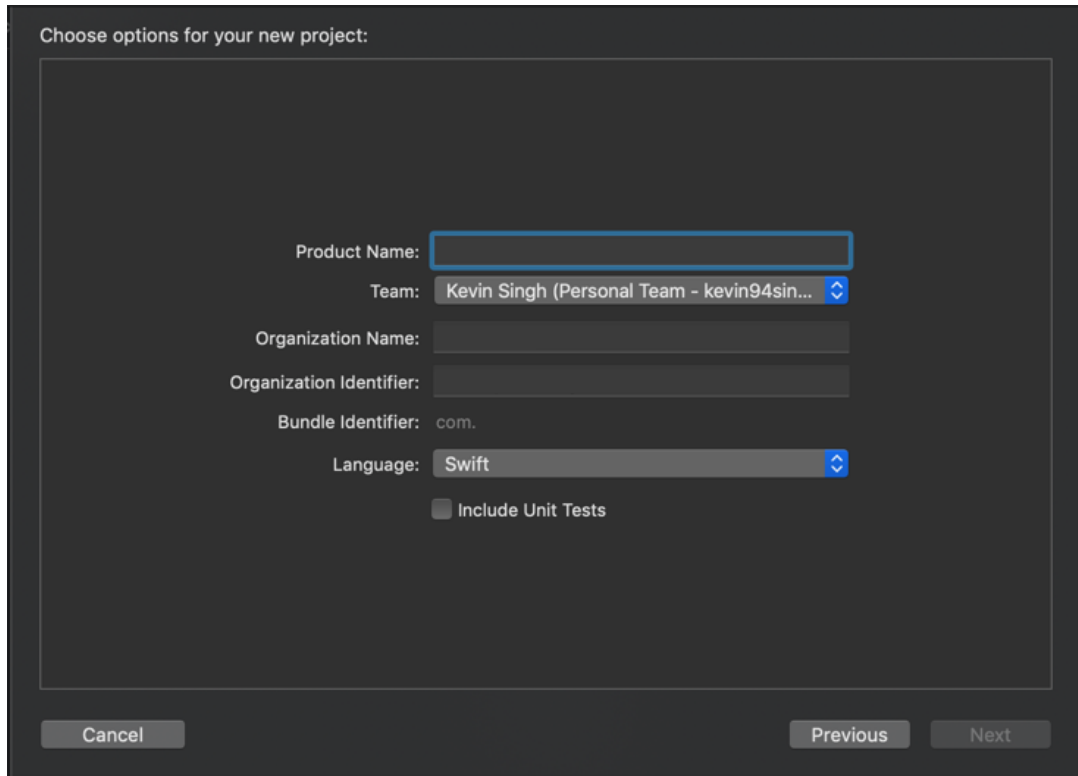 Choose options for your new project:
Product Name:
Team: Kevin Singh (Personal Team - kevin94sin...
Organization Name:
Organization Identifier:
Bundle Identifier: com.
Language: Swift
Include Unit Tests
Cancel Previous Next